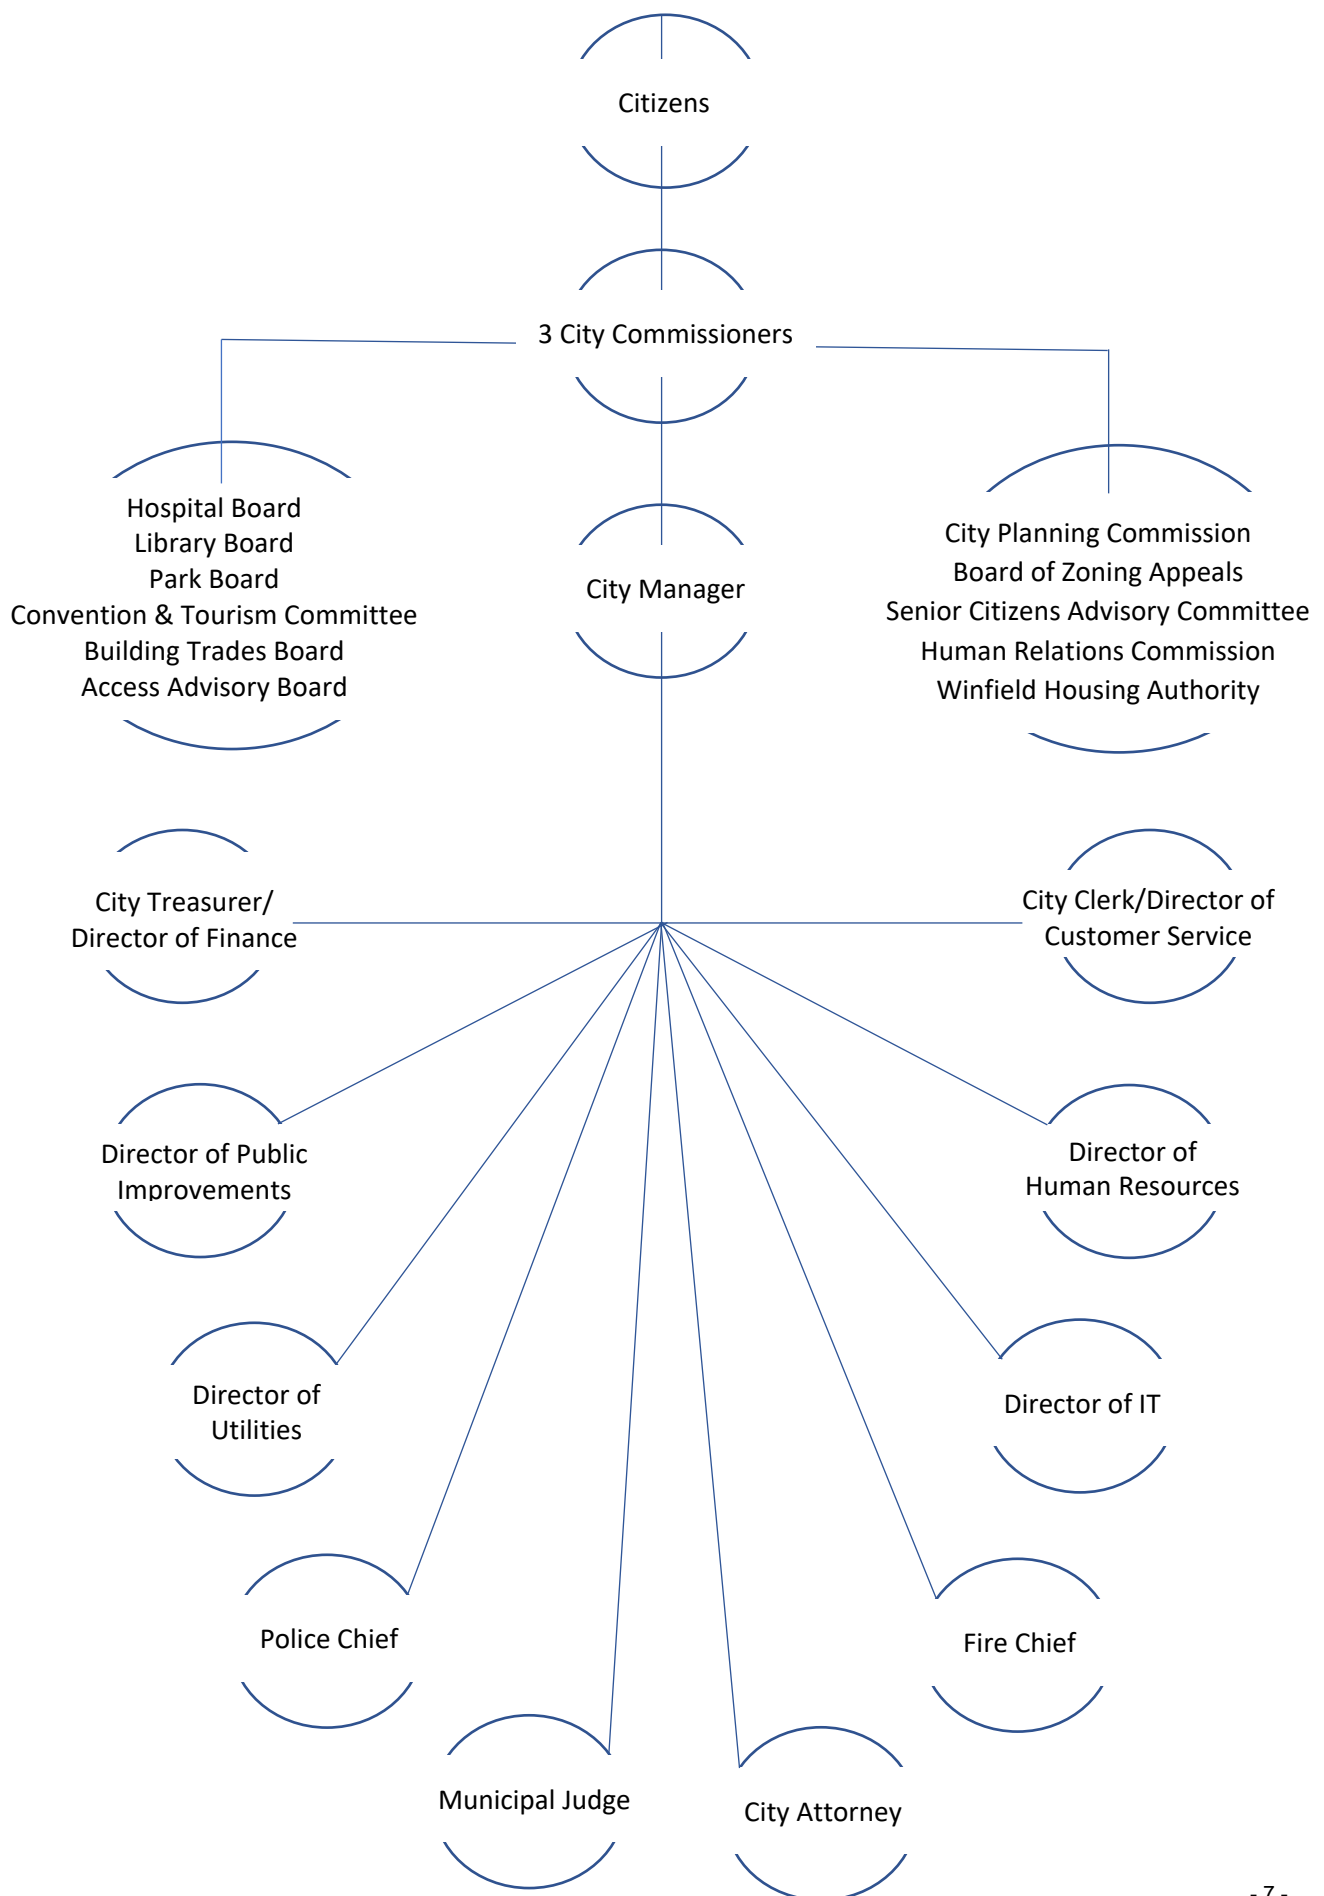 Citizens
3 City Commissioners
Hospital Board
Library Board
Park Board
Convention & Tourism Committee
Building Trades Board
Access Advisory Board
City Manager
City Planning Commission
Board of Zoning Appeals
Senior Citizens Advisory Committee
Human Relations Commission
Winfield Housing Authority
City Treasurer/
Director of Finance
City Clerk/Director of
Customer Service
Director of Public
Improvements
Director of
Human Resources
Director of
Utilities
Director of IT
Police Chief
Fire Chief
Municipal Judge
City Attorney
- 7 -